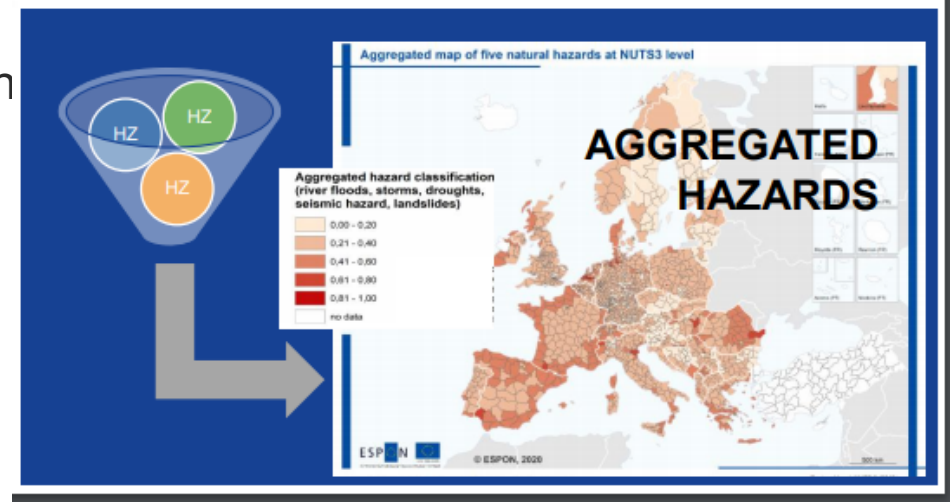 n
HZ
HZ
HZ
Aggregated map of five natural hazards at NUTS3 level
AGGREGATED
HAZARDS
Aggregated hazard classification
(river floods, storms, droughts,
seismic hazard, landslides)
0,00 - 0,20
0,21 - 0,40
0,41 - 0,60
0,61 - 0,80
0,81 - 1,00
no data
ESPON
© ESPON, 2020
500 km